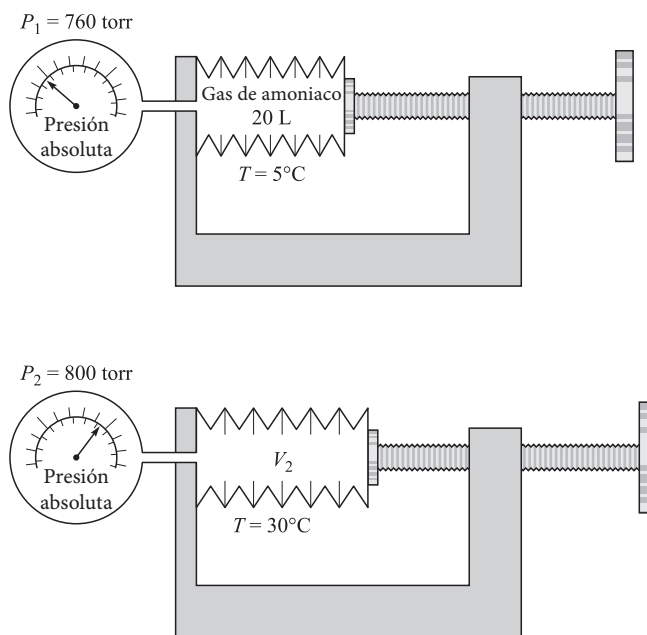 P₁ = 760 torr
Presión
absoluta
Gas de amoniaco
20 L
T = 5°C
P₂ = 800 torr
Presión
absoluta
V₂
T = 30°C